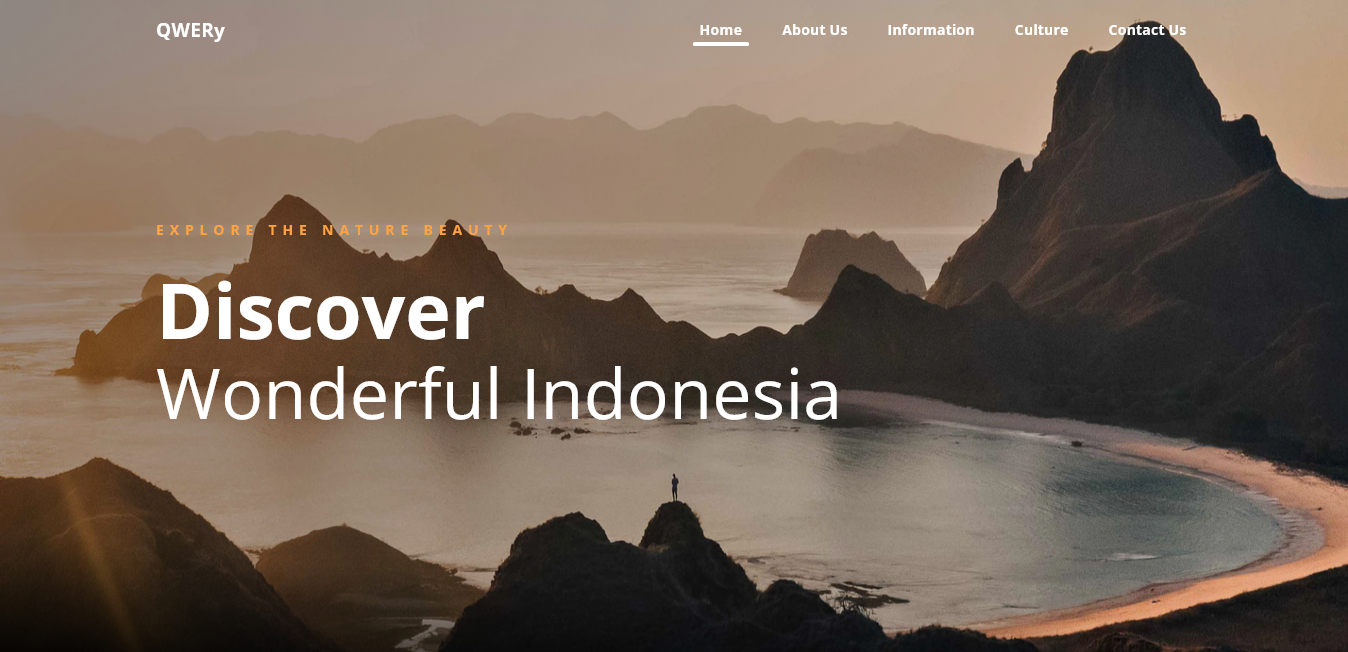 QWERy
Home About Us Information Culture Contact Us
EXPLORE THE NATURE BEAUTY
Discover
Wonderful Indonesia